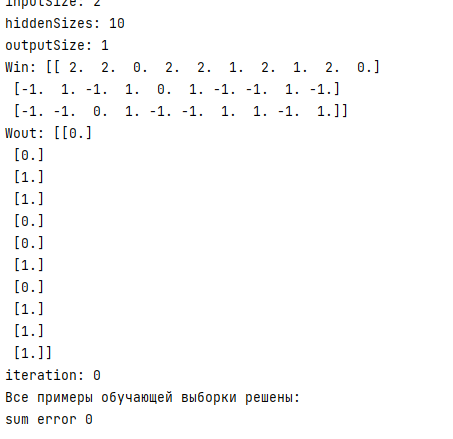 inputSize: 2
hiddenSizes: 10
outputSize: 1
Win: [[ 2.  2.  0.  2.  2.  1.  2.  1.  2.  0.]
 [-1.  1. -1.  1.  0.  1. -1. -1.  1. -1.]
 [-1. -1.  0.  1. -1. -1.  1.  1. -1.  1.]]
Wout: [[0.]
 [0.]
 [1.]
 [1.]
 [0.]
 [0.]
 [1.]
 [0.]
 [1.]
 [1.]
 [1.]]
iteration: 0
Все примеры обучающей выборки решены:
sum error 0